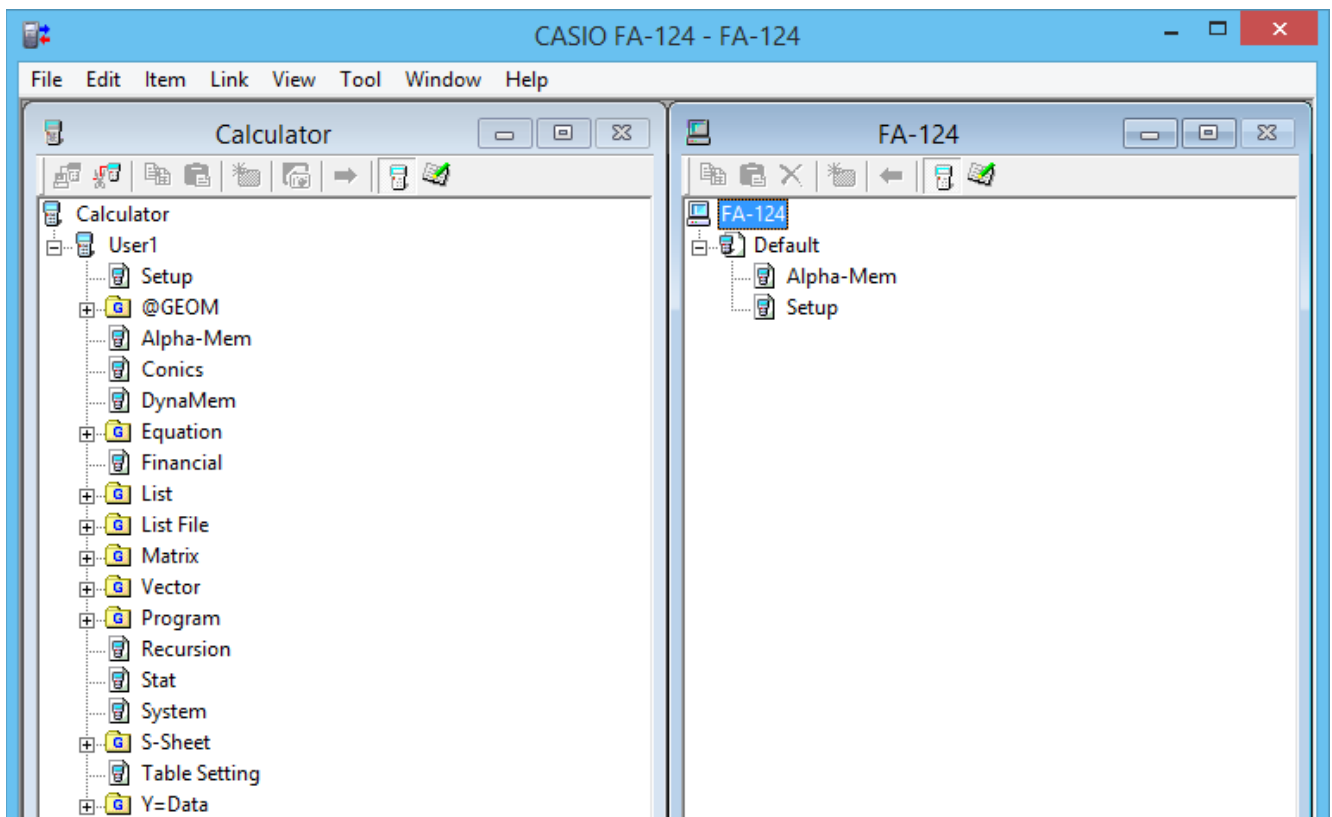 CASIO FA-124 - FA-124
File Edit Item Link View Tool Window Help
Calculator
Calculator
User1
Setup
@GEOM
Alpha-Mem
Conics
DynaMem
Equation
Financial
List
List File
Matrix
Vector
Program
Recursion
Stat
System
S-Sheet
Table Setting
Y=Data
FA-124
FA-124
Default
Alpha-Mem
Setup